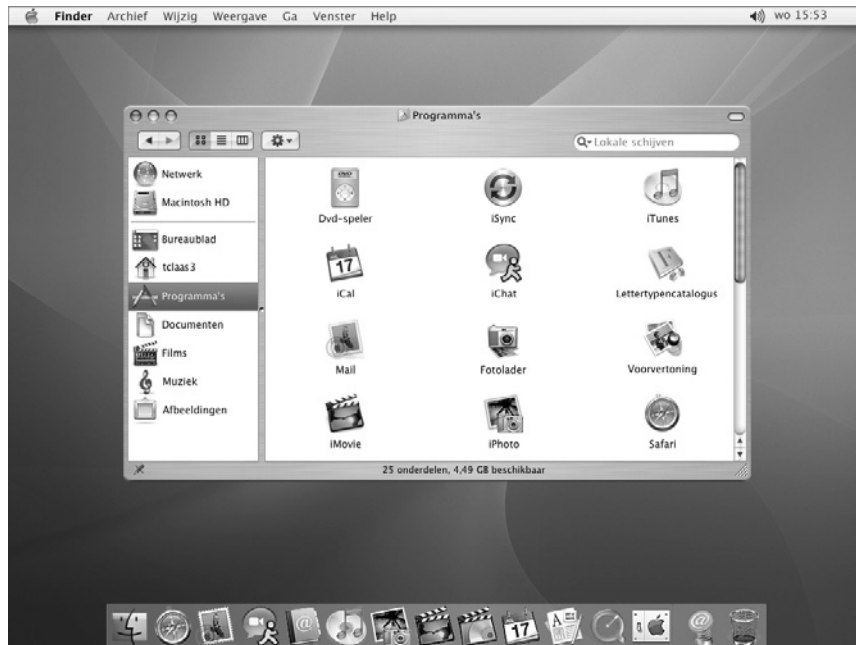 Finder Archief Wijzig Weergave Ga Venster Help wo 15:53
Programma's
Lokale schijven
Netwerk
Macintosh HD
Bureaublad
tclaas3
Programma's
Documenten
Films
Muziek
Afbeeldingen
DVD
Dvd-speler iSync iTunes
17
iCal iChat Lettertypencatalogus
Mail Fotolader Voorvertoning
iMovie iPhoto Safari
25 onderdelen, 4,49 GB beschikbaar
@ 17 A @